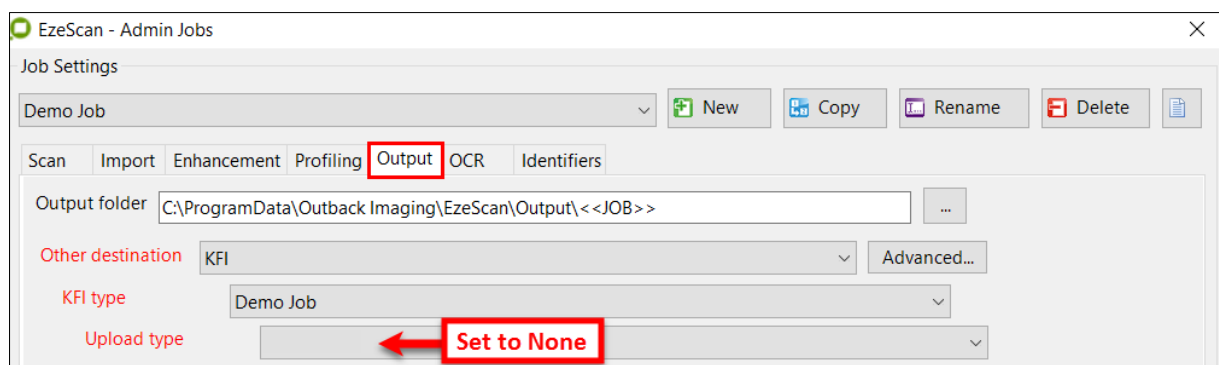 EzeScan - Admin Jobs
Job Settings
Demo Job New Copy Rename Delete
Scan Import Enhancement Profiling Output OCR Identifiers
Output folder C:\ProgramData\Outback Imaging\EzeScan\Output\<<JOB>> ...
Other destination KFI Advanced...
KFI type Demo Job
Upload type Set to None